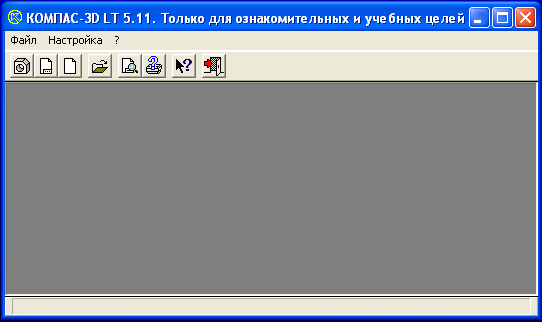 КОМПАС-3D LT 5.11. Только для ознакомительных и учебных целей
Файл Настройка ?